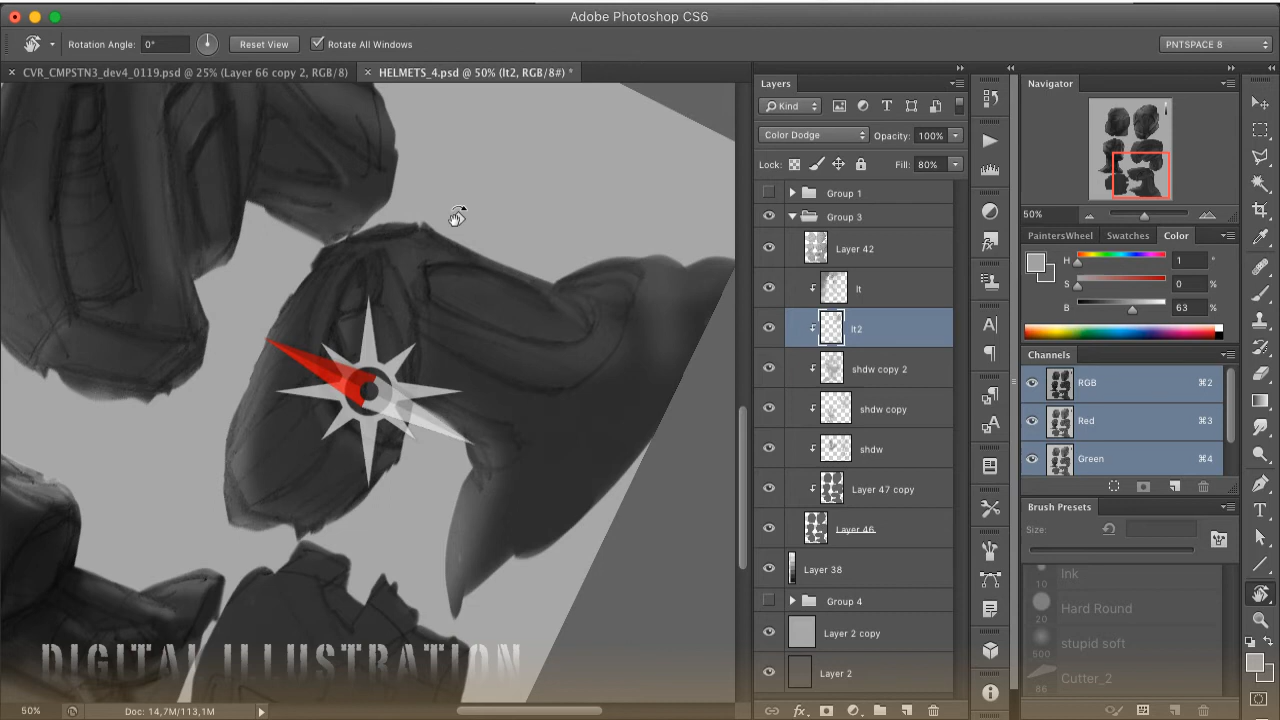 Adobe Photoshop CS6
Rotation Angle: 0° Reset View Rotate All Windows PNTSPACE 8
CVR_CMPSTN3_dev4_0119.psd @ 25% (Layer 66 copy 2, RGB/8) HELMETS_4.psd @ 50% (lt2, RGB/8#) *
Layers
Kind
Color Dodge Opacity: 100%
Lock: Fill: 80%
Group 1
Group 3
Layer 42
lt
lt2
shdw copy 2
shdw copy
shdw
Layer 47 copy
Layer 46
Layer 38
Group 4
Layer 2 copy
Layer 2
Navigator
50%
PaintersWheel Swatches Color
H 1 °
S 0 %
B 63 %
Channels
RGB ⌘2
Red ⌘3
Green ⌘4
Brush Presets
Size:
Ink
10
Hard Round
20
stupid soft
500
Cutter_2
86
DIGITAL ILLUSTRATION
50% Doc: 14,7M/113,1M